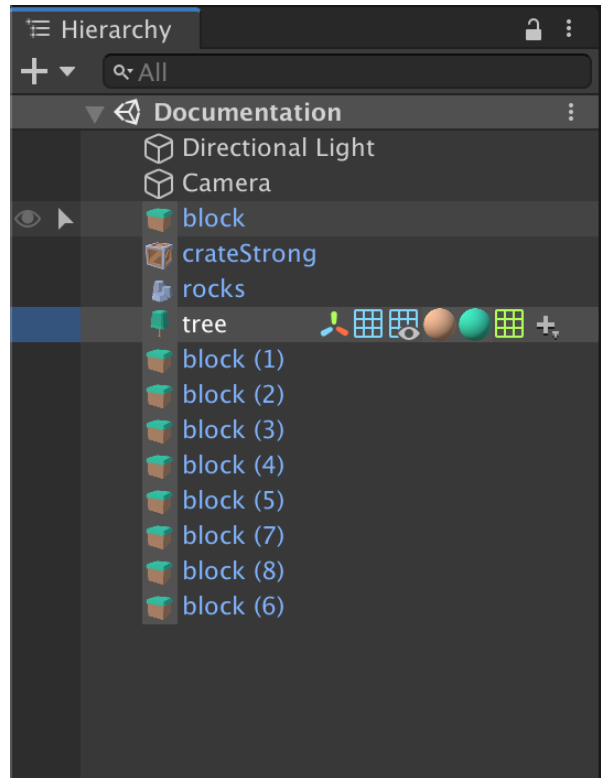 Hierarchy
All
Documentation
Directional Light
Camera
block
crateStrong
rocks
tree
block (1)
block (2)
block (3)
block (4)
block (5)
block (7)
block (8)
block (6)